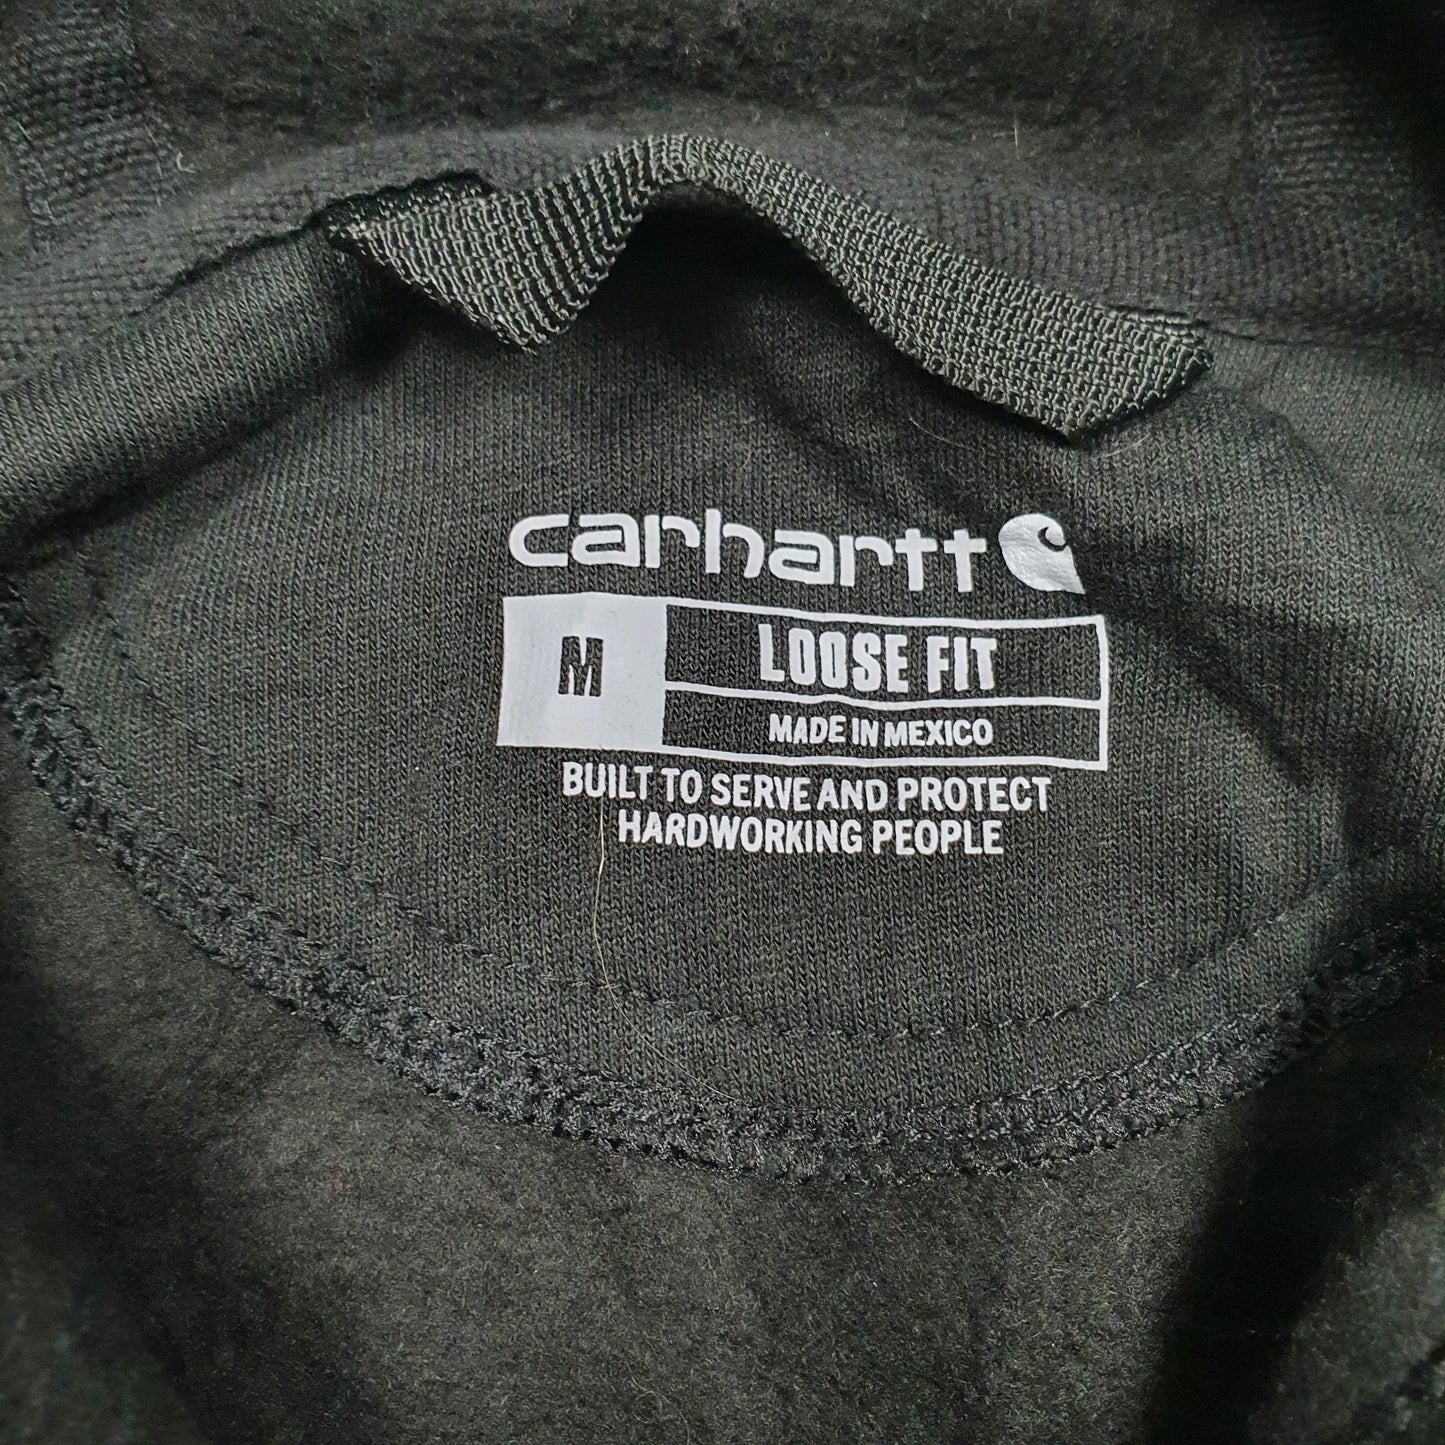 carhartt
M
LOOSE FIT
MADE IN MEXICO
BUILT TO SERVE AND PROTECT
HARDWORKING PEOPLE